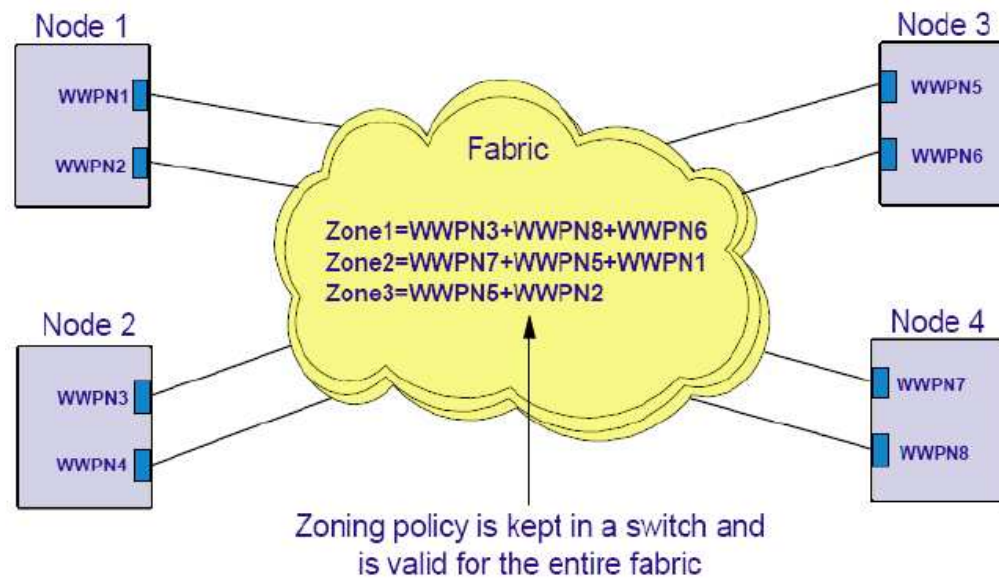 Node 1
WWPN1
WWPN2
Node 3
WWPN5
WWPN6
Fabric
Zone1=WWPN3+WWPN8+WWPN6
Zone2=WWPN7+WWPN5+WWPN1
Zone3=WWPN5+WWPN2
Node 2
WWPN3
WWPN4
Node 4
WWPN7
WWPN8
Zoning policy is kept in a switch and
is valid for the entire fabric